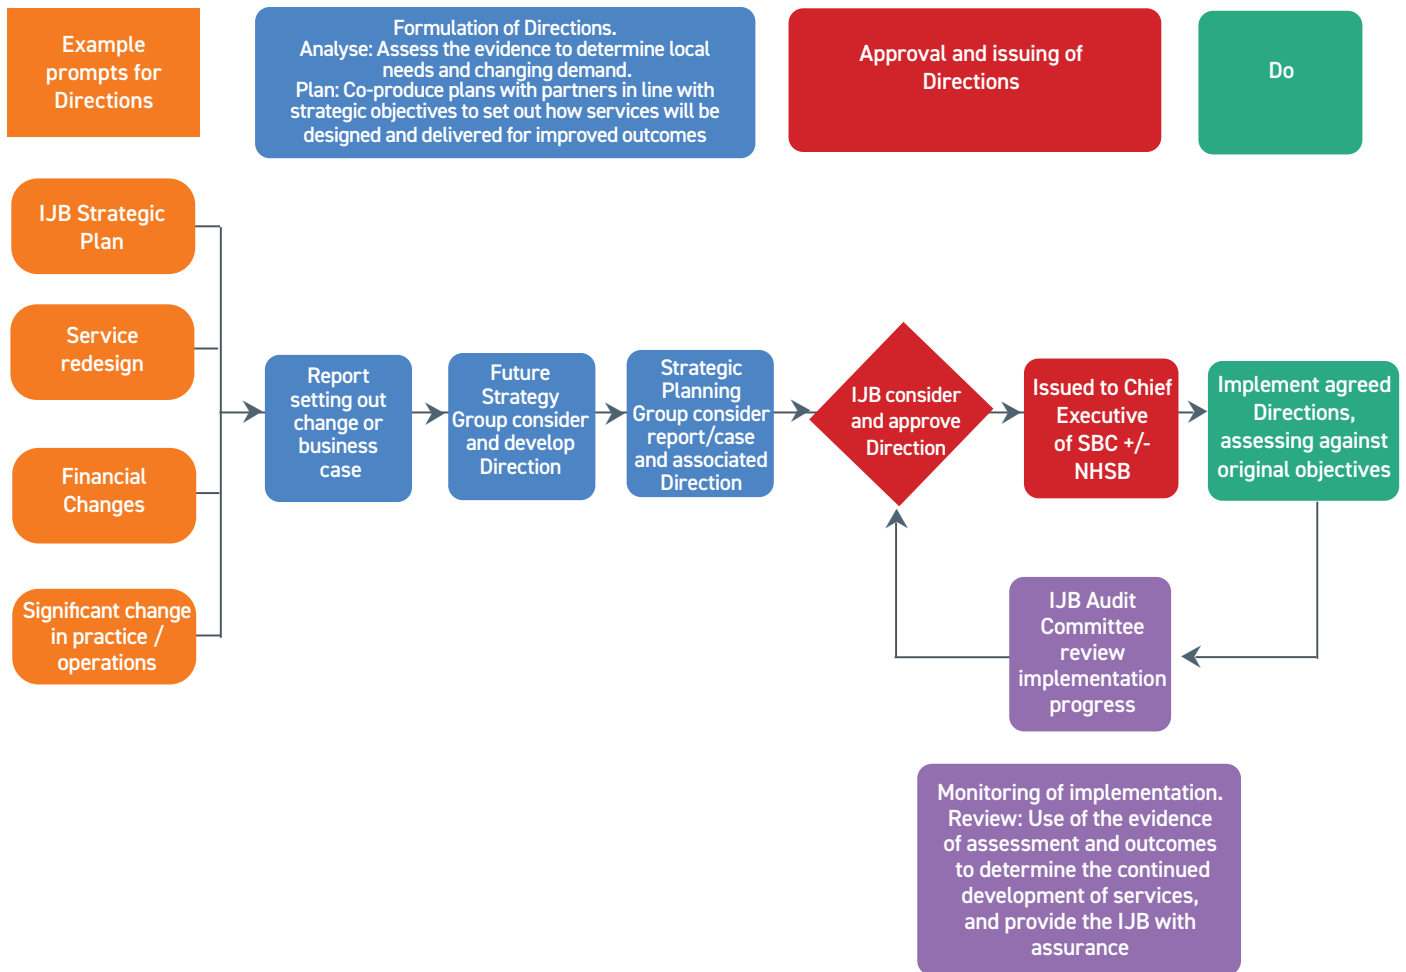 Example
prompts for
Directions
Formulation of Directions.
Analyse: Assess the evidence to determine local
needs and changing demand.
Plan: Co-produce plans with partners in line with
strategic objectives to set out how services will be
designed and delivered for improved outcomes
Approval and issuing of
Directions
Do
IJB Strategic
Plan
Service
redesign
Financial
Changes
Significant change
in practice /
operations
Report
setting out
change or
business
case
Future
Strategy
Group consider
and develop
Direction
Strategic
Planning
Group consider
report/case
and associated
Direction
IJB consider
and approve
Direction
Issued to Chief
Executive
of SBC +/-
NHSB
Implement agreed
Directions,
assessing against
original objectives
IJB Audit
Committee
review
implementation
progress
Monitoring of implementation.
Review: Use of the evidence
of assessment and outcomes
to determine the continued
development of services,
and provide the IJB with
assurance